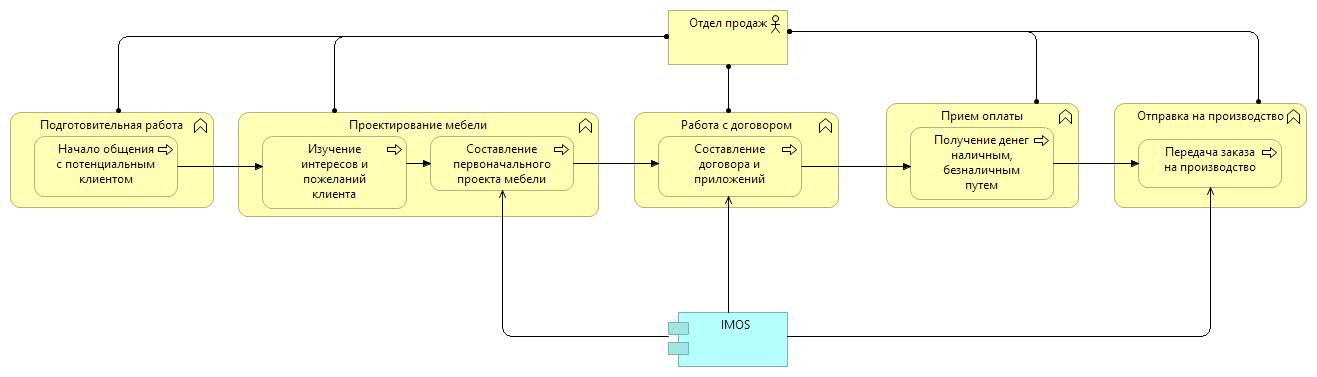 Отдел продаж
Подготовительная работа
Начало общения
с потенциальным
клиентом
Проектирование мебели
Изучение
интересов и
пожеланий
клиента
Составление
первоначального
проекта мебели
Работа с договором
Составление
договора и
приложений
Прием оплаты
Получение денег
наличным,
безналичным
путем
Отправка на производство
Передача заказа
на производство
IMOS